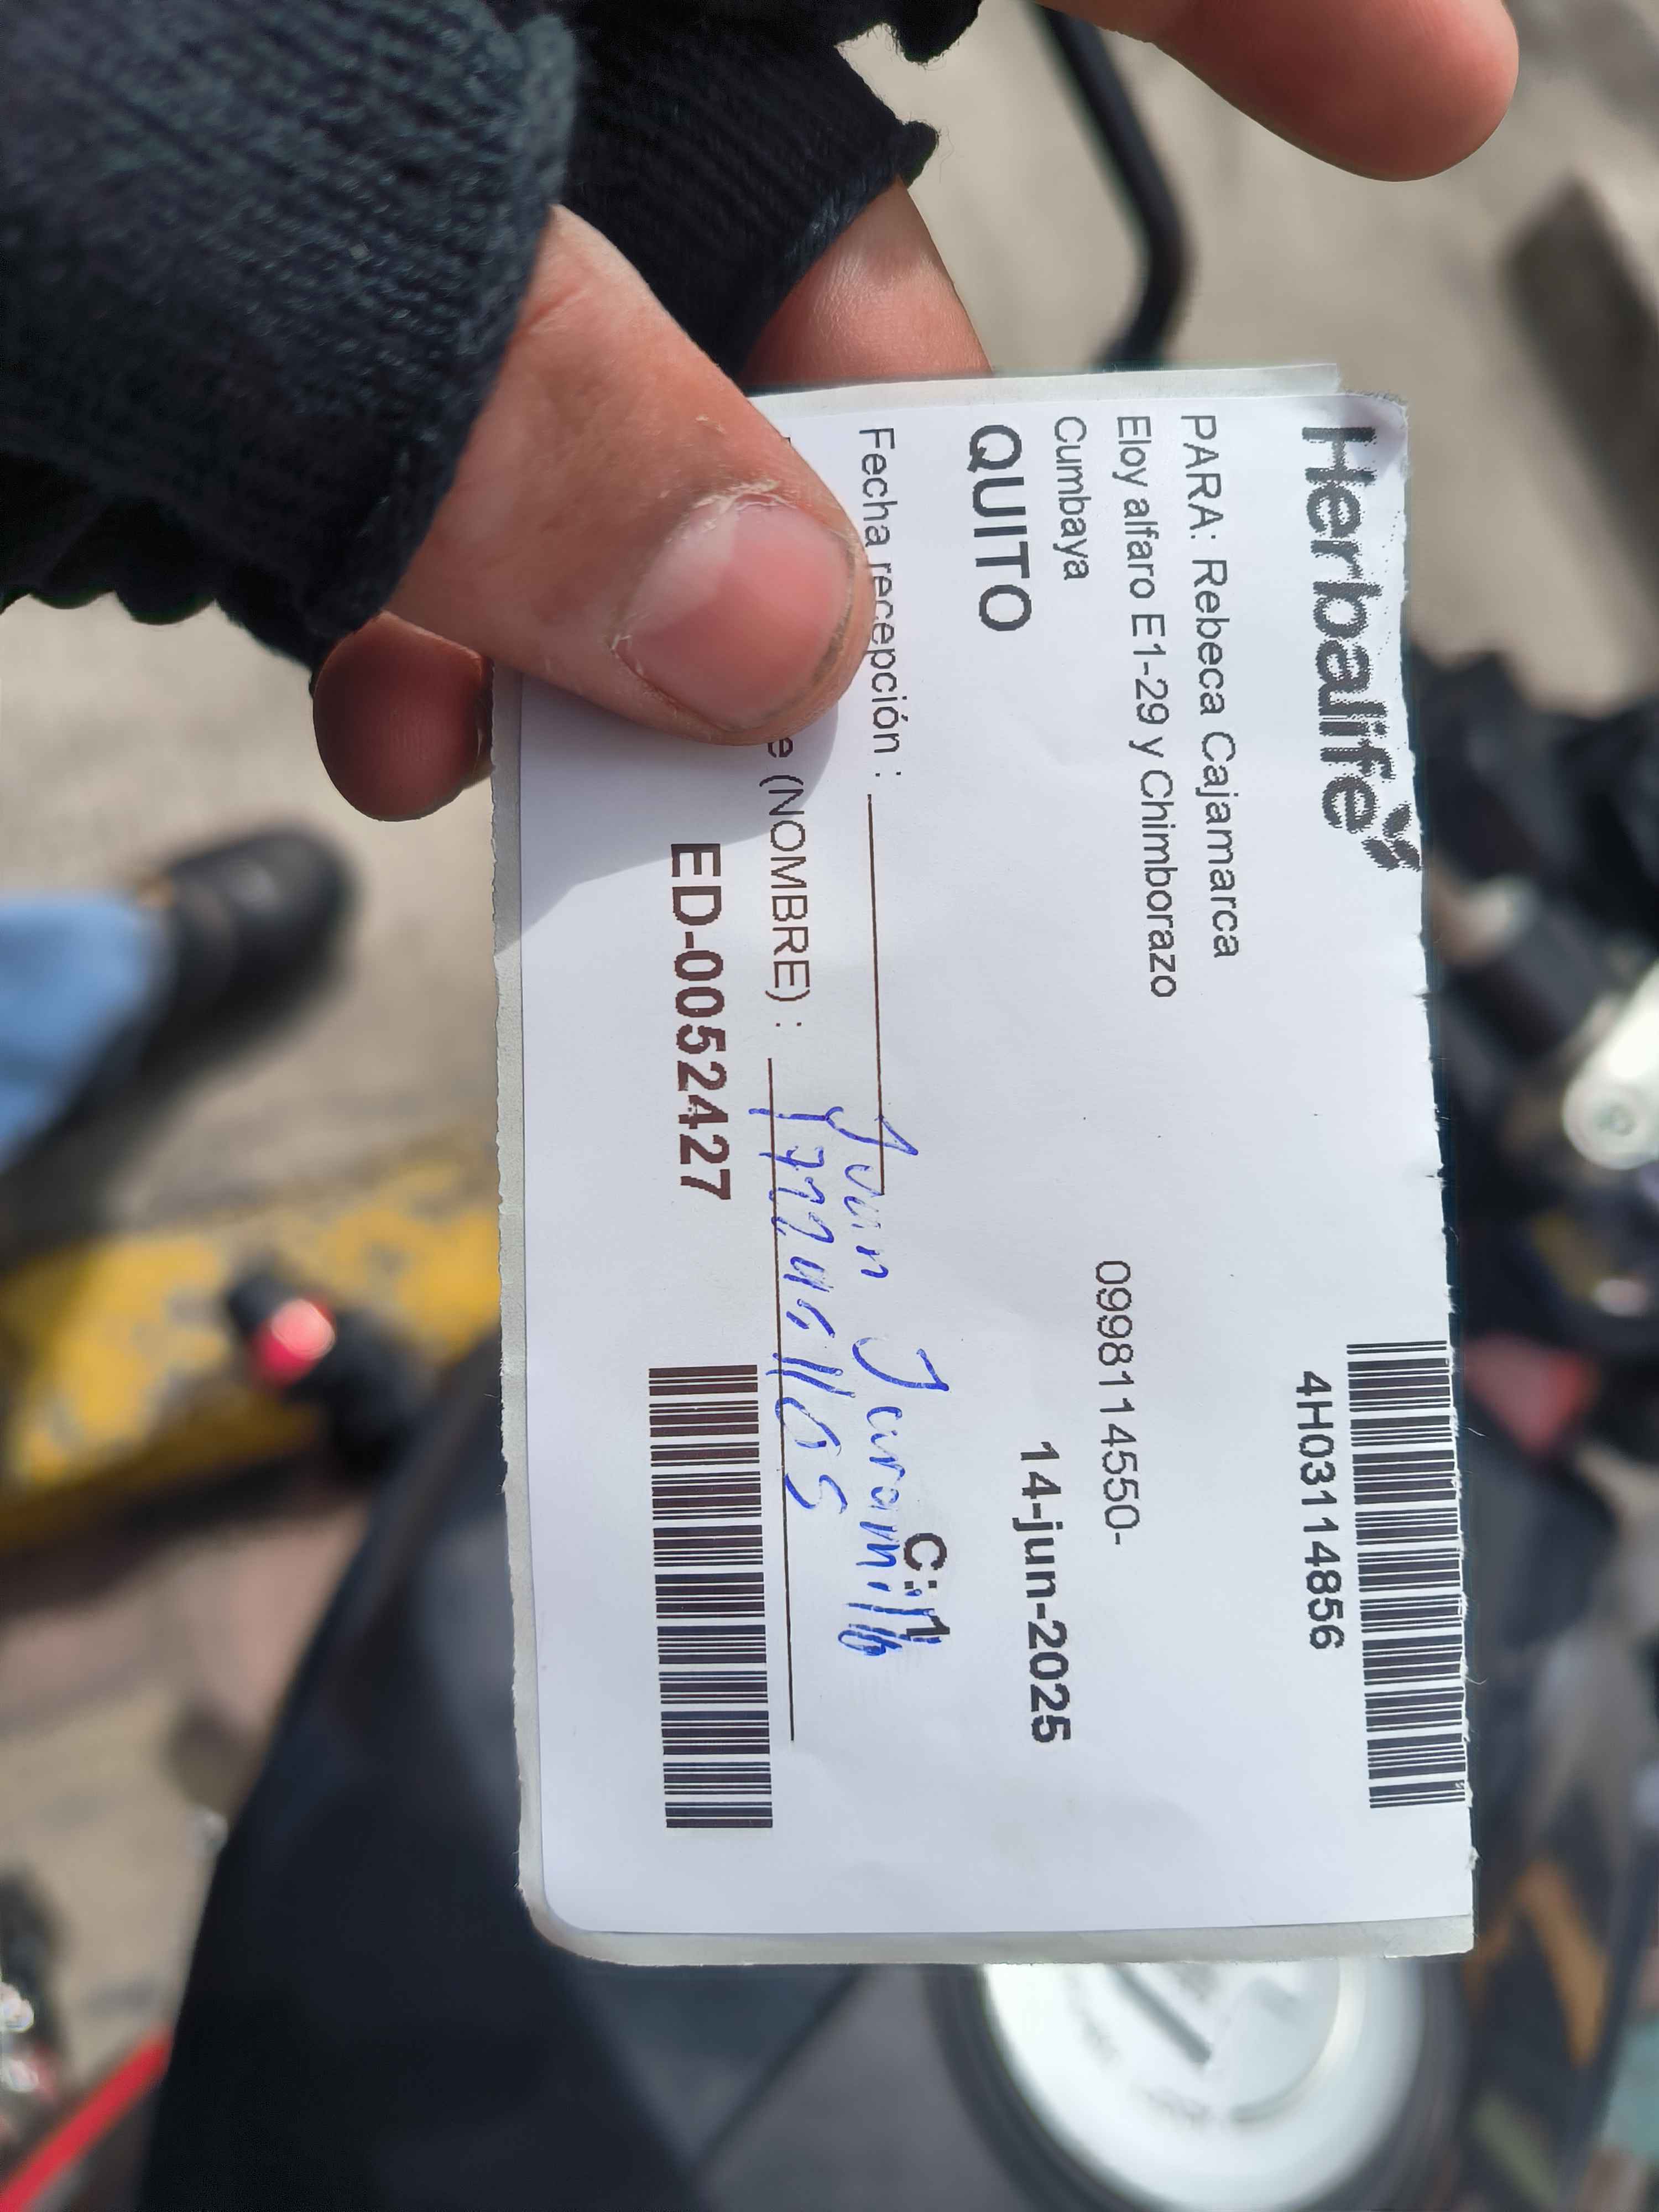 Herbalife
4H03114856
PARA: Rebeca Cajamarca
Eloy alfaro E1-29 y Chimborazo
0998114550-
Cumbaya
QUITO
14-jun-2025
C:1
Fecha recepción :
Juan Jaramillo
(NOMBRE) :
ED-0052427